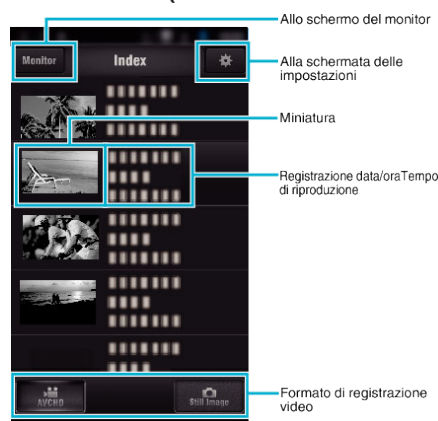 Allo schermo del monitor
Monitor
Index
Alla schermata delle
impostazioni
Miniatura
Registrazione data/oraTempo
di riproduzione
AVCHD
Still Image
Formato di registrazione
video